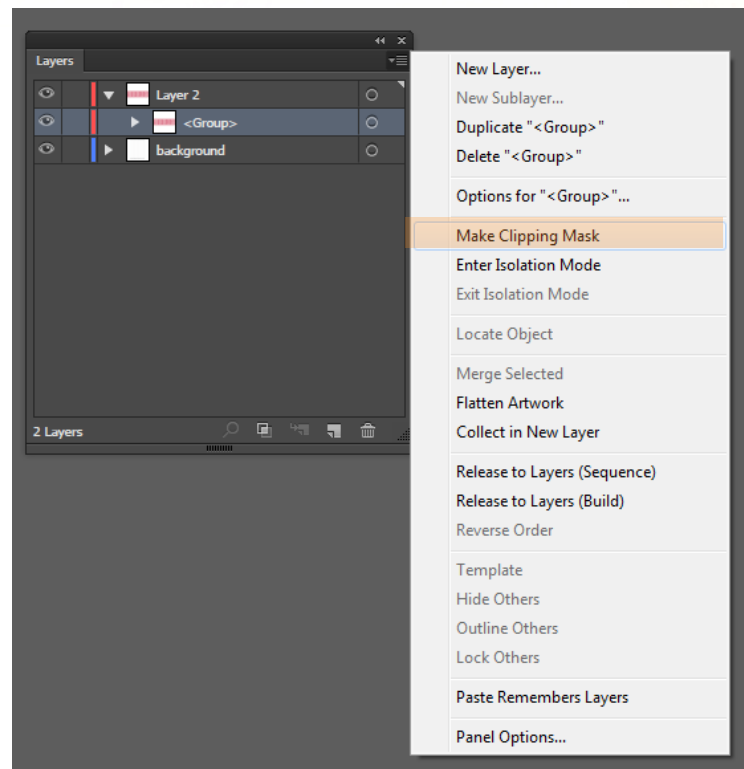 Layers
Layer 2
<Group>
background
2 Layers
New Layer...
New Sublayer...
Duplicate "<Group>"
Delete "<Group>"
Options for "<Group>"...
Make Clipping Mask
Enter Isolation Mode
Exit Isolation Mode
Locate Object
Merge Selected
Flatten Artwork
Collect in New Layer
Release to Layers (Sequence)
Release to Layers (Build)
Reverse Order
Template
Hide Others
Outline Others
Lock Others
Paste Remembers Layers
Panel Options...